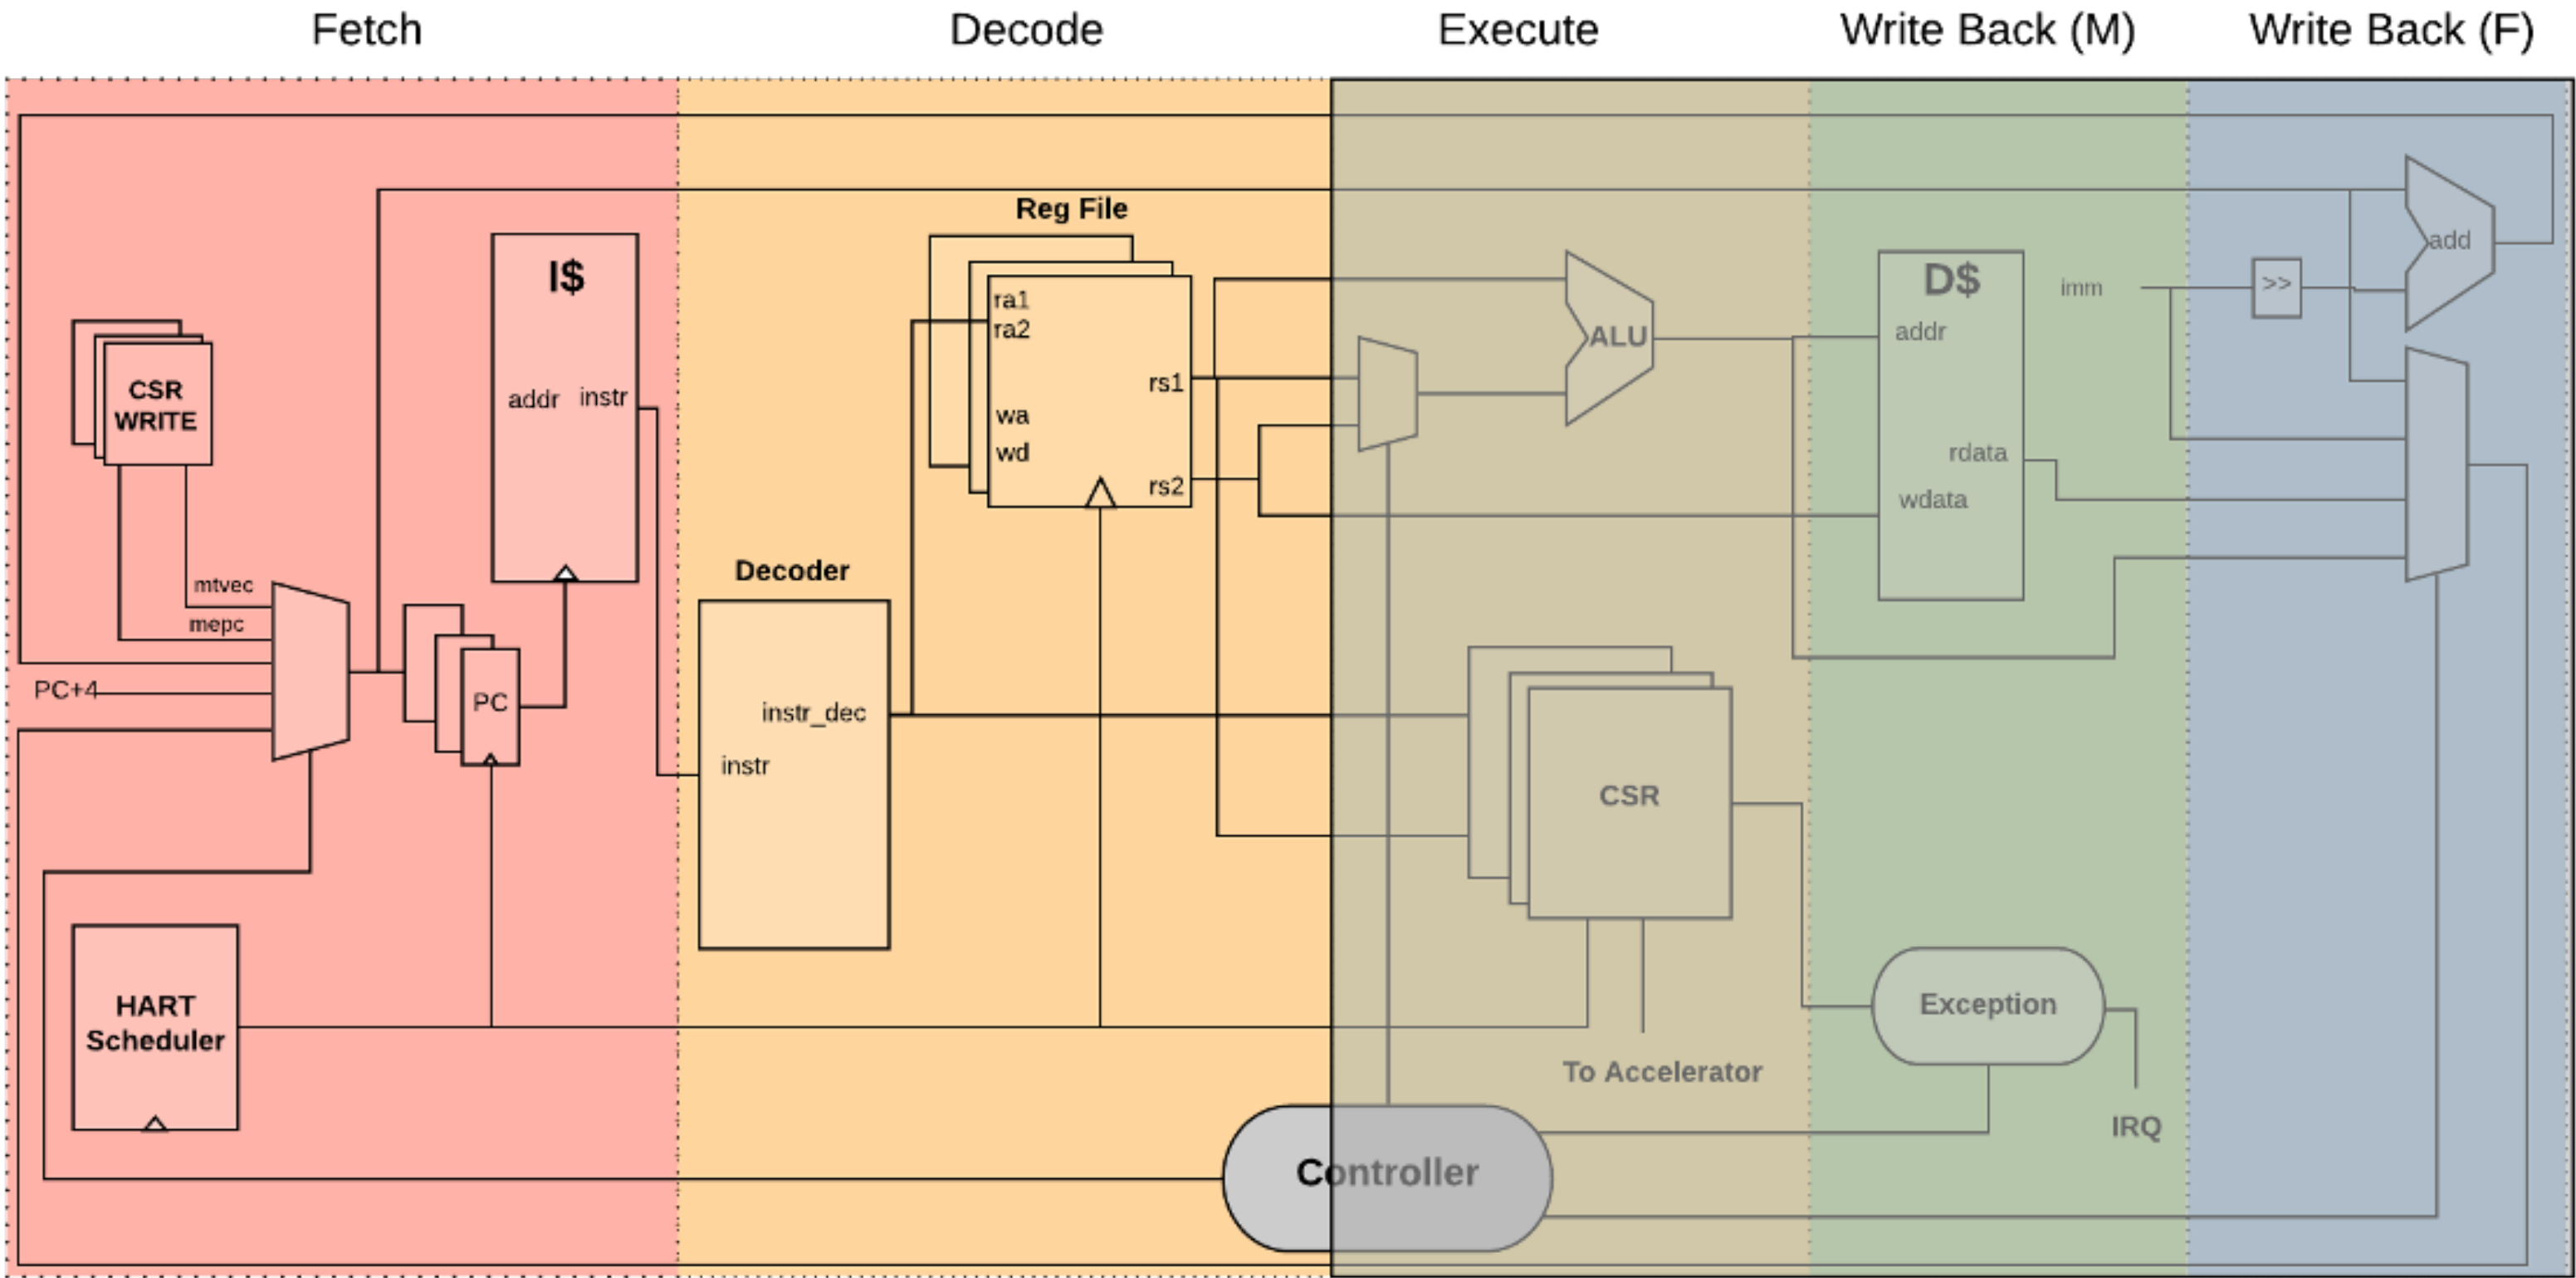 Fetch
Decode
Execute
Write Back (M)
Write Back (F)
CSR
WRITE
mtvec
mepc
PC+4
I$
addr instr
PC
HART
Scheduler
Reg File
ra1
ra2
wa
wd
rs1
rs2
Decoder
instr_dec
instr
ALU
CSR
To Accelerator
Controller
D$
addr
rdata
wdata
imm
Exception
IRQ
>>
add